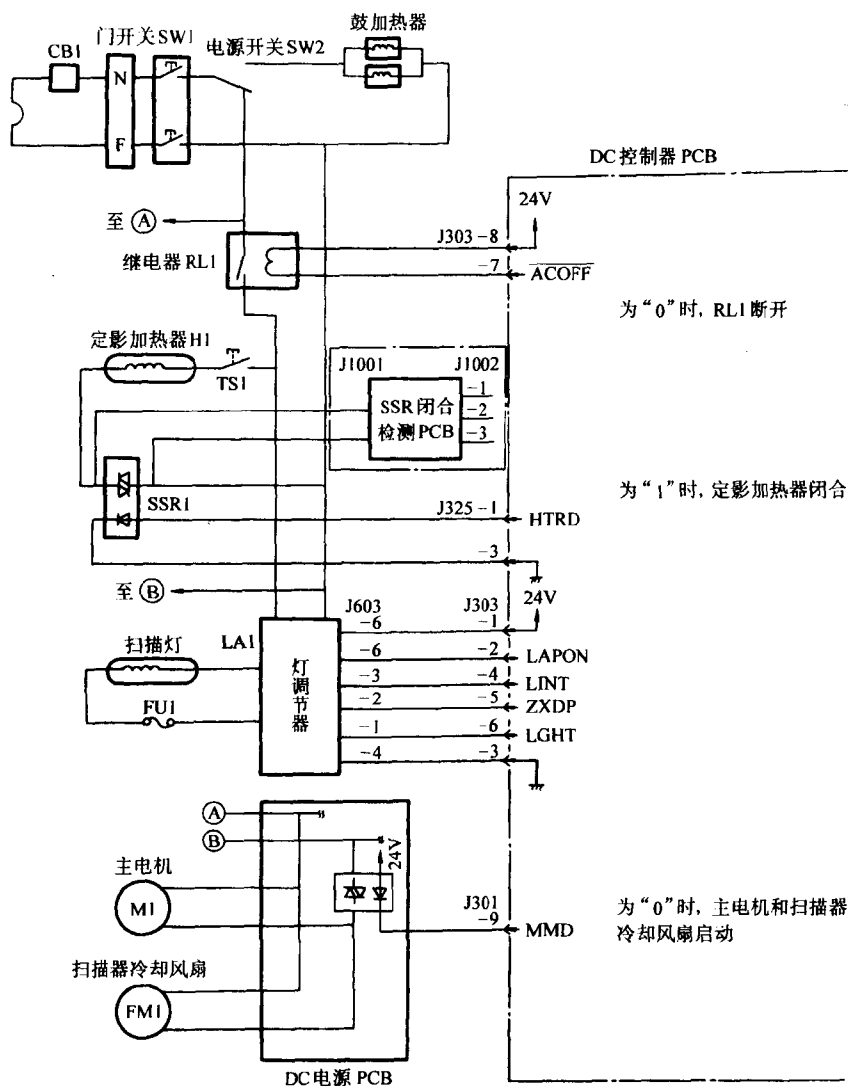 鼓加热器
门开关SW1
电源开关SW2
CB1
N
F
DC控制器PCB
24V
至Ⓐ
J303-8
继电器RL1
-7
ACOFF
为“0”时, RL1断开
定影加热器H1
TS1
J1001
J1002
-1
SSR闭合
-2
检测PCB
-3
SSR1
为“1”时, 定影加热器闭合
J325-1
HTRD
-3
至Ⓑ
24V
J603
J303
LA1
-6
-1
扫描灯
灯调节器
-6
-2
LAPON
-3
-4
LINT
FU1
-2
-5
ZXDP
-1
-6
LGHT
-4
-3
Ⓐ
Ⓑ
24V
主电机
M1
J301
-9
MMD
为“0”时, 主电机和扫描器
冷却风扇启动
扫描器冷却风扇
FM1
DC电源PCB